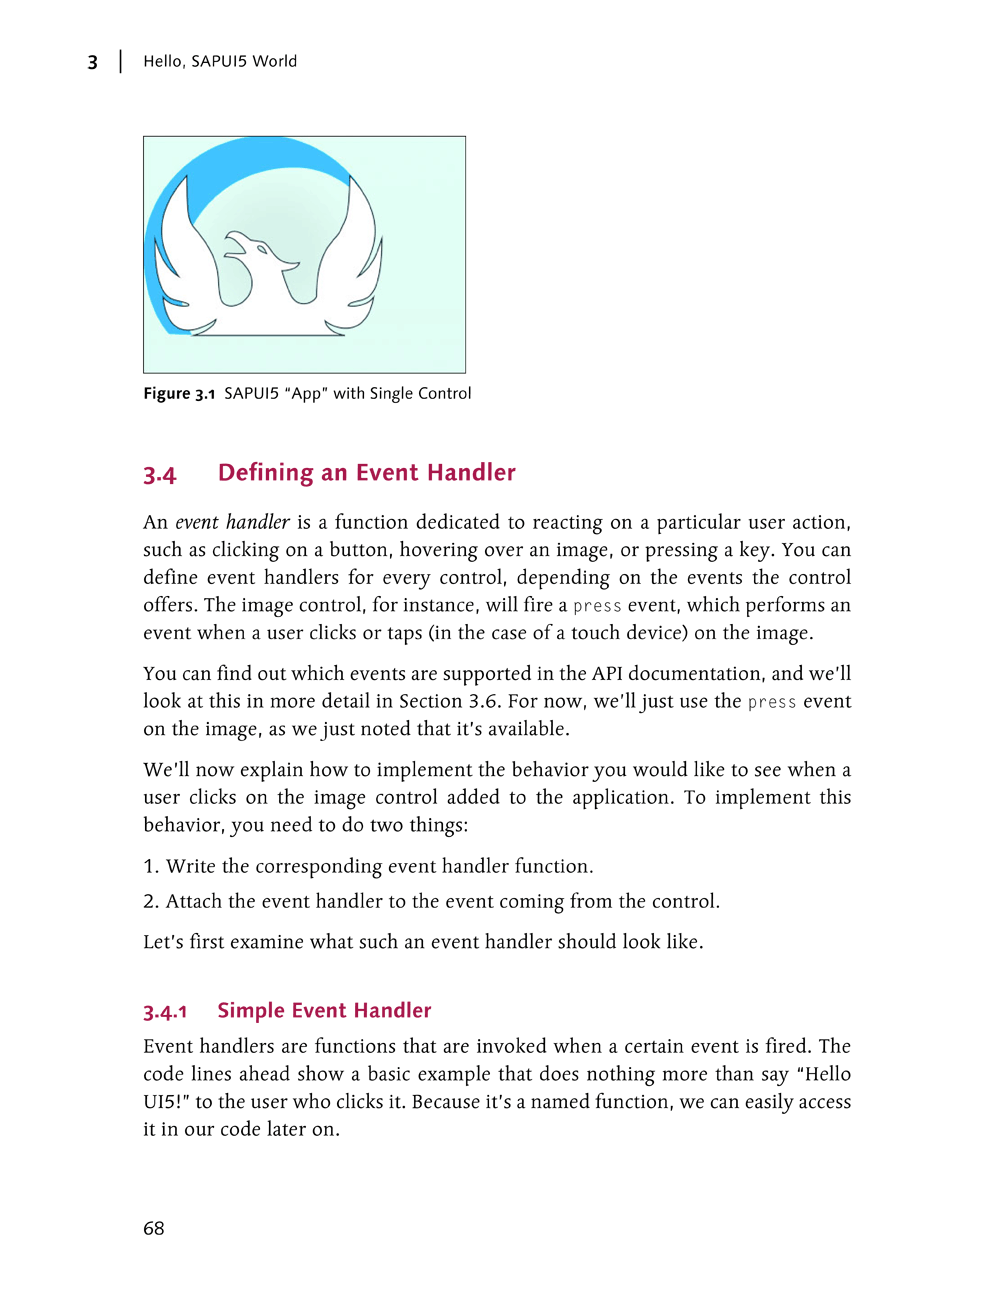 3 | Hello, SAPUI5 World
Figure 3.1 SAPUI5 “App” with Single Control
3.4 Defining an Event Handler
An event handler is a function dedicated to reacting on a particular user action,
such as clicking on a button, hovering over an image, or pressing a key. You can
define event handlers for every control, depending on the events the control
offers. The image control, for instance, will fire a press event, which performs an
event when a user clicks or taps (in the case of a touch device) on the image.
You can find out which events are supported in the API documentation, and we’ll
look at this in more detail in Section 3.6. For now, we’ll just use the press event
on the image, as we just noted that it’s available.
We’ll now explain how to implement the behavior you would like to see when a
user clicks on the image control added to the application. To implement this
behavior, you need to do two things:
1. Write the corresponding event handler function.
2. Attach the event handler to the event coming from the control.
Let’s first examine what such an event handler should look like.
3.4.1 Simple Event Handler
Event handlers are functions that are invoked when a certain event is fired. The
code lines ahead show a basic example that does nothing more than say “Hello
UI5!” to the user who clicks it. Because it’s a named function, we can easily access
it in our code later on.
68